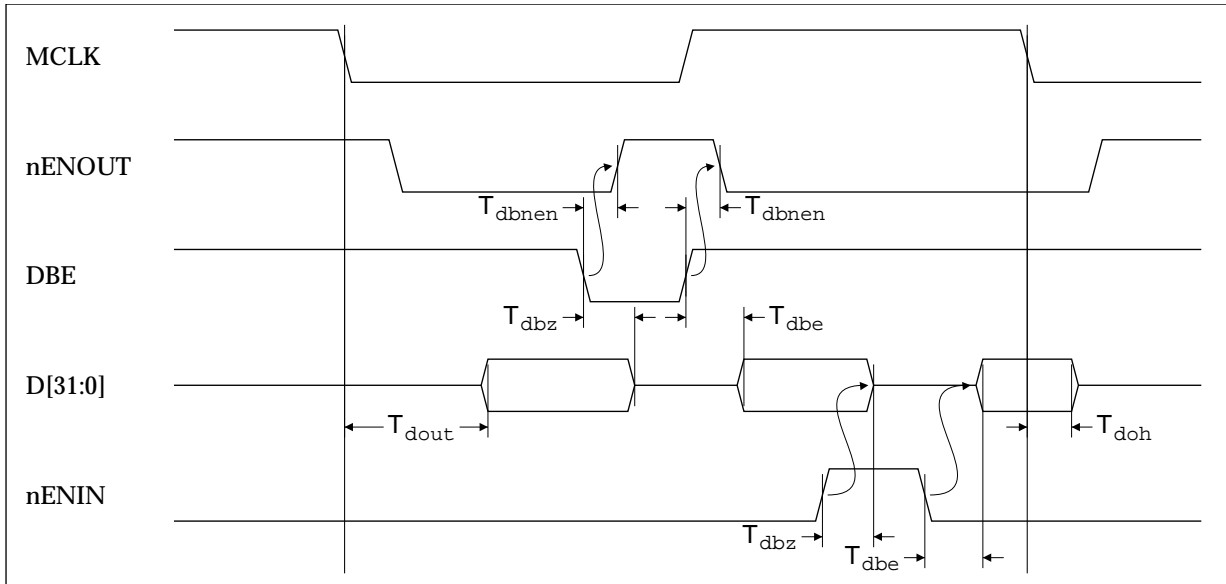 MCLK
nENOUT
Tdbnen Tdbnen
DBE
Tdbz Tdbe
D[31:0]
Tdout Tdoh
nENIN
Tdbz Tdbe